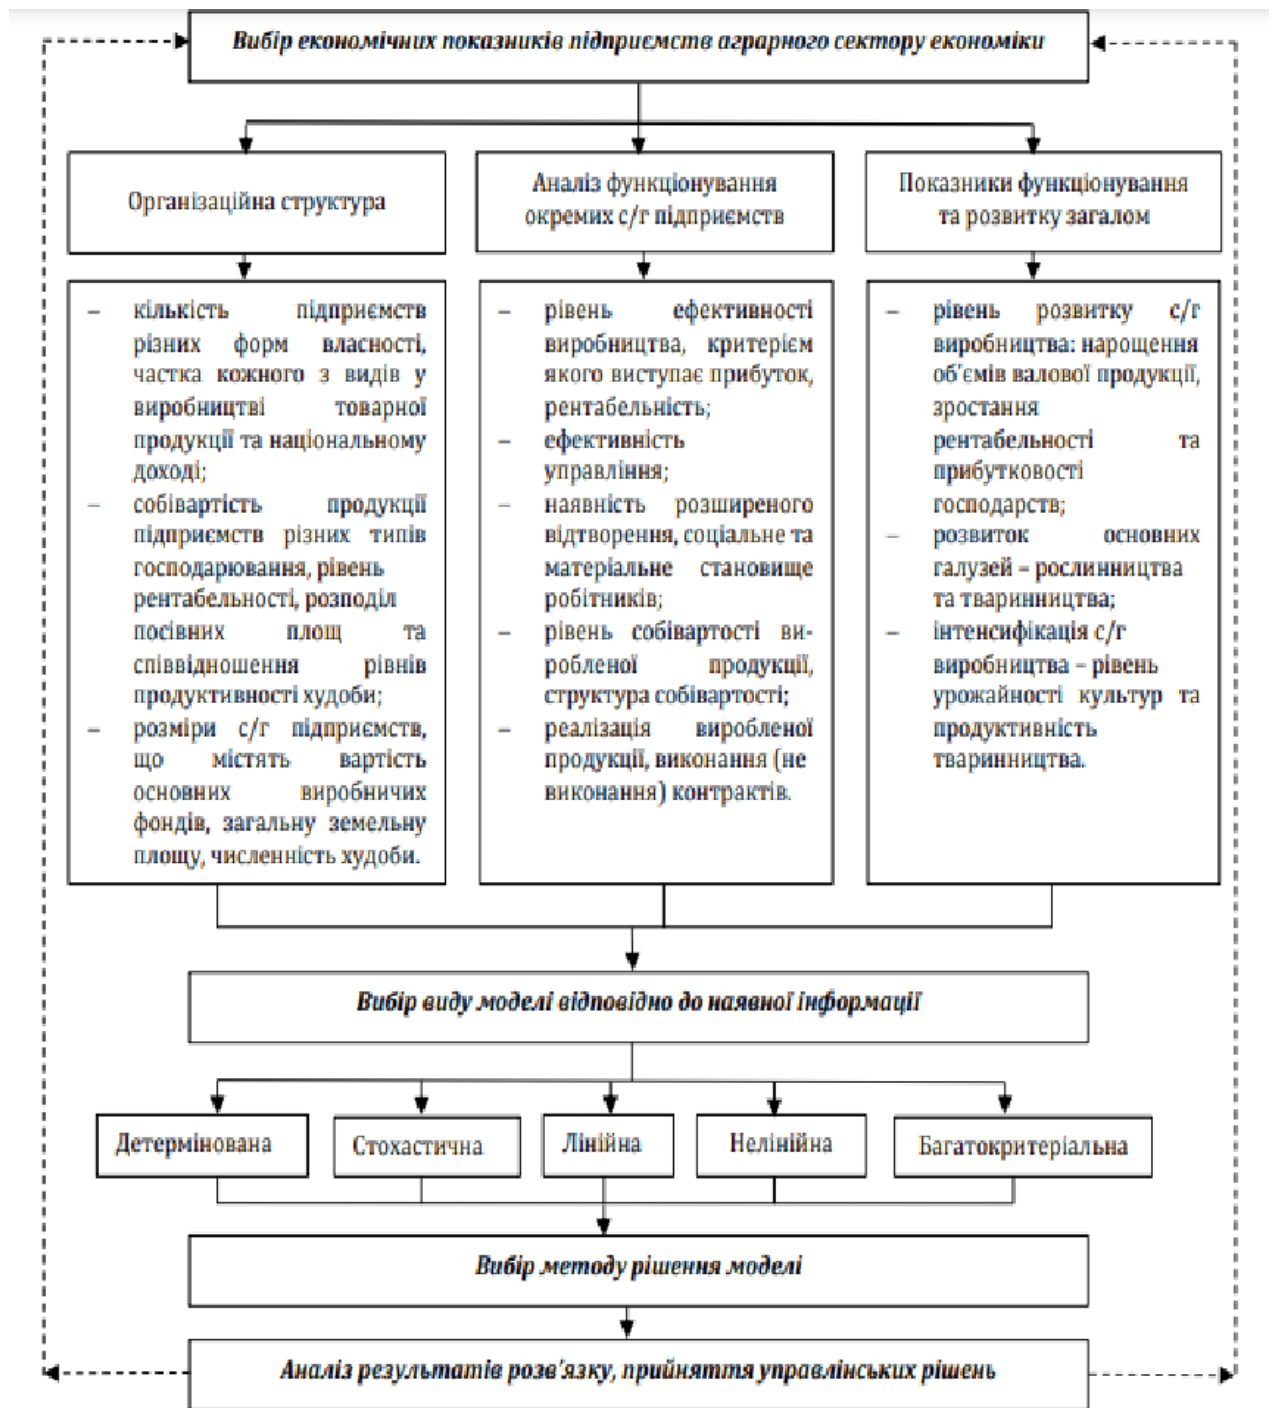 Вибір економічних показників підприємств аграрного сектору економіки
Організаційна структура
Аналіз функціонування
окремих с/г підприємств
Показники функціонування
та розвитку загалом
– кількість підприємств
різних форм власності,
частка кожного з видів у
виробництві товарної
продукції та національному
доході;
– собівартість продукції
підприємств різних типів
господарювання, рівень
рентабельності, розподіл
посівних площ та
співвідношення рівнів
продуктивності худоби;
– розміри с/г підприємств,
що містять вартість
основних виробничих
фондів, загальну земельну
площу, численність худоби.
– рівень ефективності
виробництва, критерієм
якого виступає прибуток,
рентабельність;
– ефективність
управління;
– наявність розширеного
відтворення, соціальне та
матеріальне становище
робітників;
– рівень собівартості ви-
робленої продукції,
структура собівартості;
– реалізація виробленої
продукції, виконання (не
виконання) контрактів.
– рівень розвитку с/г
виробництва: нарощення
об'ємів валової продукції,
зростання
рентабельності та
прибутковості
господарств;
– розвиток основних
галузей – рослинництва
та тваринництва;
– інтенсифікація с/г
виробництва – рівень
урожайності культур та
продуктивність
тваринництва.
Вибір виду моделі відповідно до наявної інформації
Детермінована
Стохастична
Лінійна
Нелінійна
Багатокритеріальна
Вибір методу рішення моделі
Аналіз результатів розв'язку, прийняття управлінських рішень